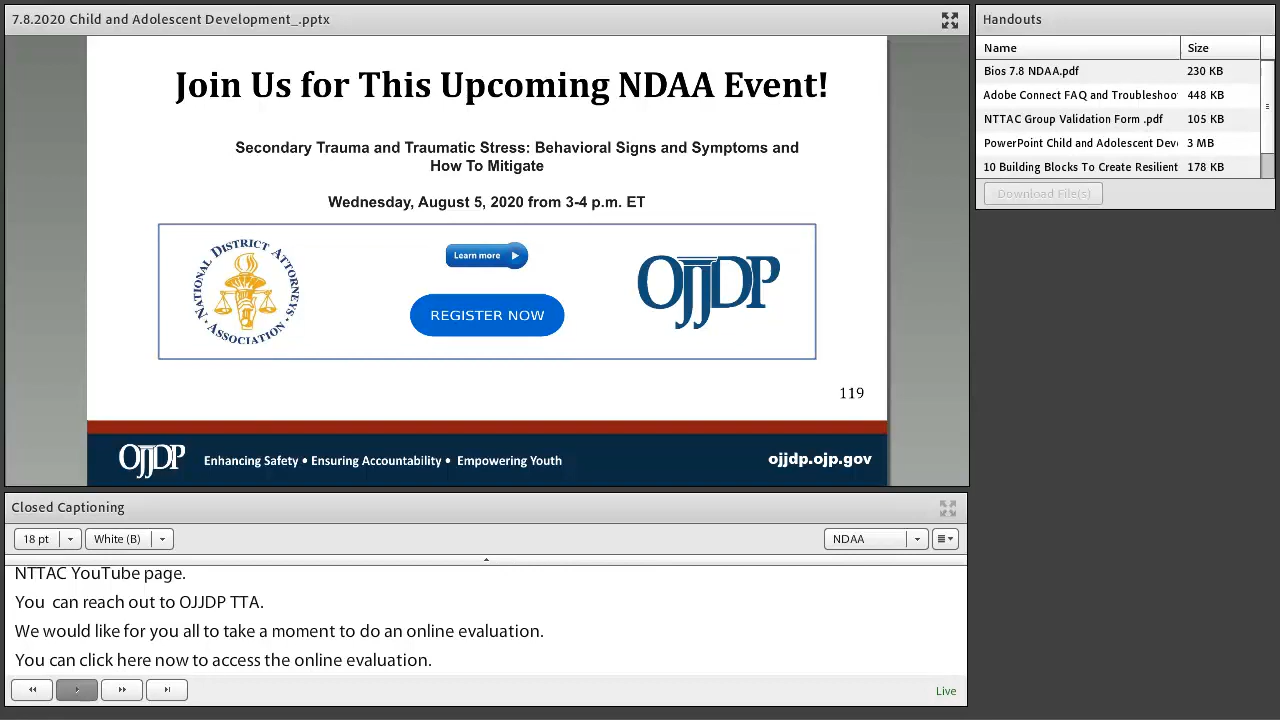 7.8.2020 Child and Adolescent Development_.pptx
Join Us for This Upcoming NDAA Event!
Secondary Trauma and Traumatic Stress: Behavioral Signs and Symptoms and
How To Mitigate
Wednesday, August 5, 2020 from 3-4 p.m. ET
NATIONAL DISTRICT ATTORNEYS ASSOCIATION
Learn more
REGISTER NOW
OJJDP
119
OJJDP
Enhancing Safety • Ensuring Accountability • Empowering Youth
ojjdp.ojp.gov
Handouts
Name Size
Bios 7.8 NDAA.pdf 230 KB
Adobe Connect FAQ and Troubleshoo 448 KB
NTTAC Group Validation Form .pdf 105 KB
PowerPoint Child and Adolescent Dev 3 MB
10 Building Blocks To Create Resilient 178 KB
Download File(s)
Closed Captioning
18 pt White (B) NDAA
NTTAC YouTube page.
You can reach out to OJJDP TTA.
We would like for you all to take a moment to do an online evaluation.
You can click here now to access the online evaluation.
Live